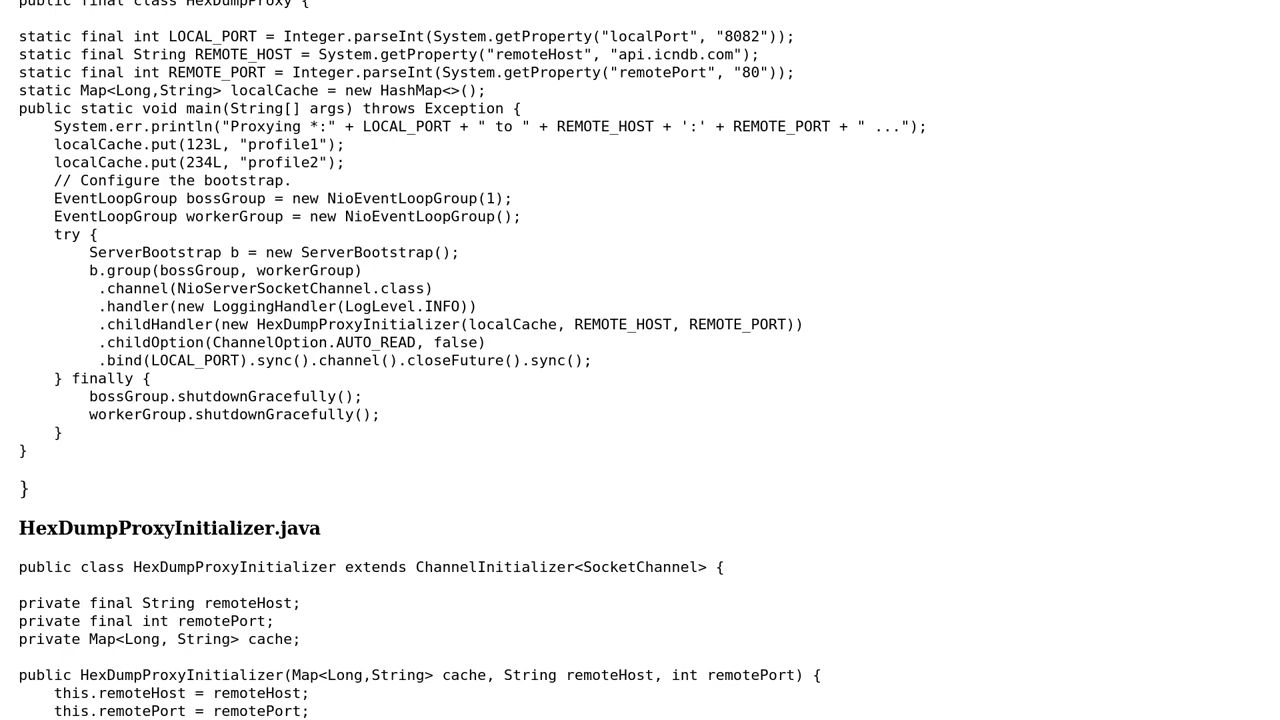 public final class HexDumpProxy {
static final int LOCAL_PORT = Integer.parseInt(System.getProperty("localPort", "8082"));
static final String REMOTE_HOST = System.getProperty("remoteHost", "api.icndb.com");
static final int REMOTE_PORT = Integer.parseInt(System.getProperty("remotePort", "80"));
static Map<Long,String> localCache = new HashMap<>();
public static void main(String[] args) throws Exception {
    System.err.println("Proxying *:" + LOCAL_PORT + " to " + REMOTE_HOST + ':' + REMOTE_PORT + " ...");
    localCache.put(123L, "profile1");
    localCache.put(234L, "profile2");
    // Configure the bootstrap.
    EventLoopGroup bossGroup = new NioEventLoopGroup(1);
    EventLoopGroup workerGroup = new NioEventLoopGroup();
    try {
        ServerBootstrap b = new ServerBootstrap();
        b.group(bossGroup, workerGroup)
         .channel(NioServerSocketChannel.class)
         .handler(new LoggingHandler(LogLevel.INFO))
         .childHandler(new HexDumpProxyInitializer(localCache, REMOTE_HOST, REMOTE_PORT))
         .childOption(ChannelOption.AUTO_READ, false)
         .bind(LOCAL_PORT).sync().channel().closeFuture().sync();
    } finally {
        bossGroup.shutdownGracefully();
        workerGroup.shutdownGracefully();
    }
}
}
HexDumpProxyInitializer.java
public class HexDumpProxyInitializer extends ChannelInitializer<SocketChannel> {
private final String remoteHost;
private final int remotePort;
private Map<Long, String> cache;
public HexDumpProxyInitializer(Map<Long,String> cache, String remoteHost, int remotePort) {
    this.remoteHost = remoteHost;
    this.remotePort = remotePort;